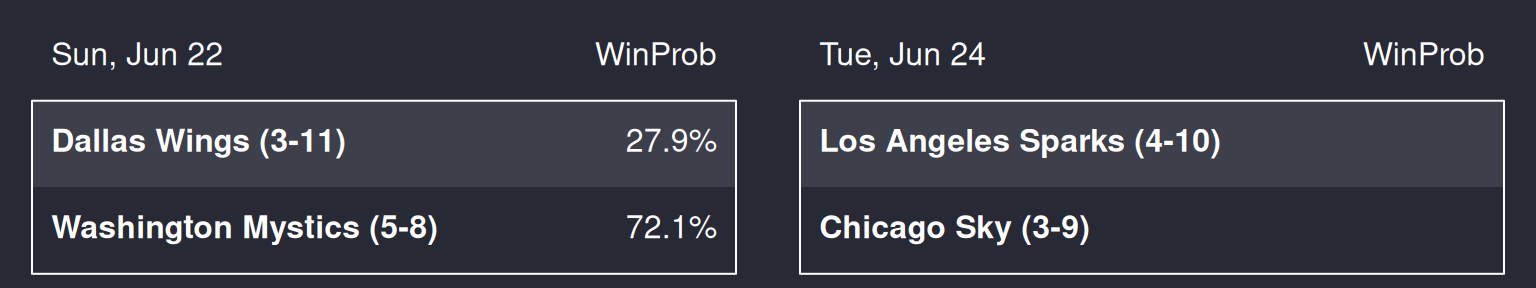 Sun, Jun 22 WinProb
Dallas Wings (3-11) 27.9%
Washington Mystics (5-8) 72.1%
Tue, Jun 24 WinProb
Los Angeles Sparks (4-10)
Chicago Sky (3-9)